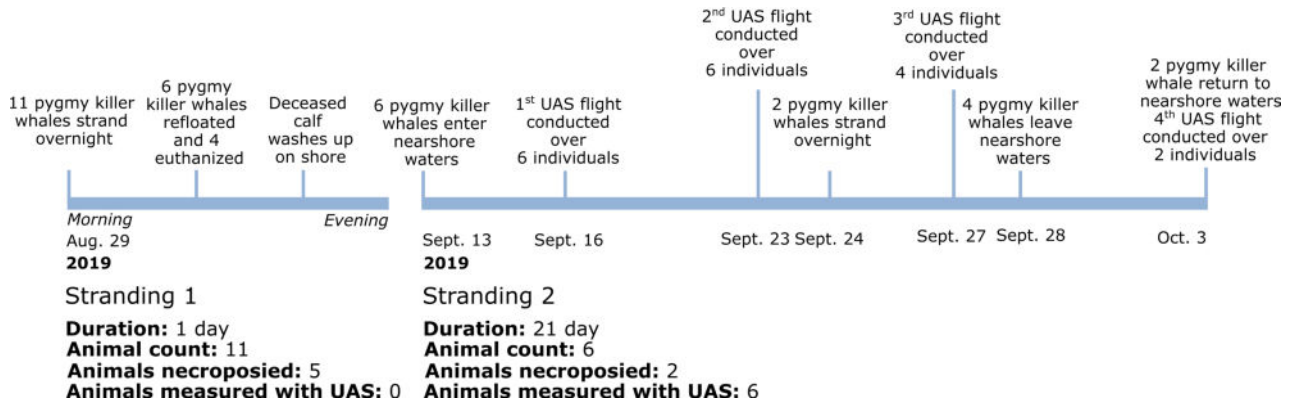 11 pygmy killer
whales strand
overnight
6 pygmy
killer whales
refloated
and 4
euthanized
Deceased
calf
washes up
on shore
6 pygmy killer
whales enter
nearshore
waters
1st UAS flight
conducted
over
6 individuals
2nd UAS flight
conducted
over
6 individuals
2 pygmy killer
whales strand
overnight
3rd UAS flight
conducted
over
4 individuals
4 pygmy killer
whales leave
nearshore
waters
2 pygmy killer
whale return to
nearshore waters
4th UAS flight
conducted over
2 individuals
Morning Evening
Aug. 29
2019
Sept. 13
2019
Sept. 16
Sept. 23
Sept. 24
Sept. 27
Sept. 28
Oct. 3
Stranding 1
Duration: 1 day
Animal count: 11
Animals necroposied: 5
Animals measured with UAS: 0
Stranding 2
Duration: 21 day
Animal count: 6
Animals necroposied: 2
Animals measured with UAS: 6